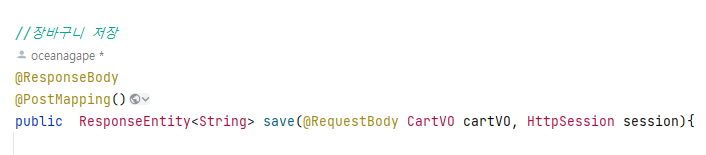 //장바구니 저장
oceanagape *
@ResponseBody
@PostMapping()
public  ResponseEntity<String> save(@RequestBody CartVO cartVO, HttpSession session){